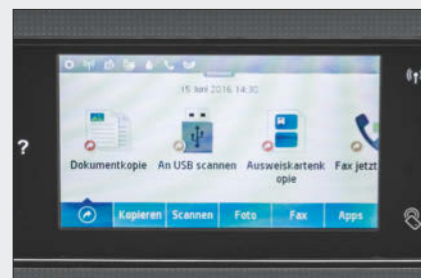 15 Juni 2016 14:30
?
Dokumentkopie An USB scannen Ausweiskartenk Fax jetzt
opie
Kopieren Scannen Foto Fax Apps